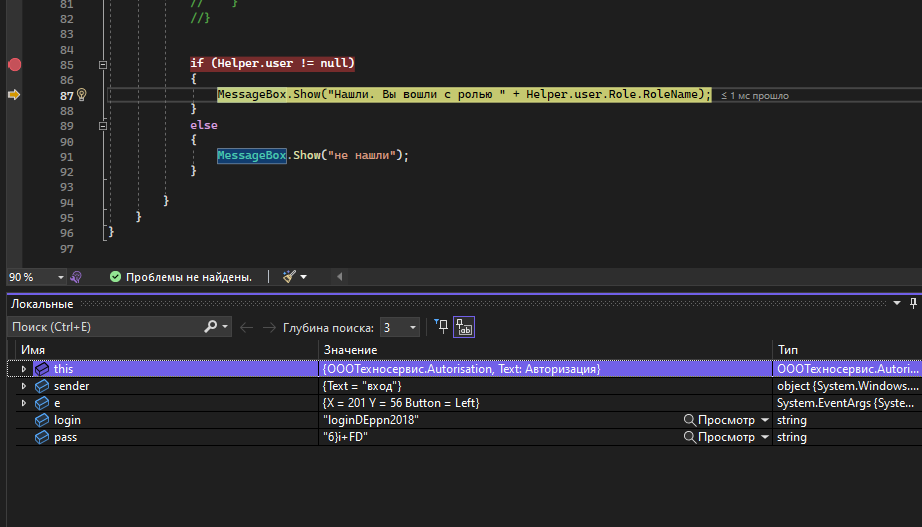 81 // }
82 //}
83
84
85 if (Helper.user != null)
86 {
87 MessageBox.Show("Нашли. Вы вошли с ролью " + Helper.user.Role.RoleName); ≤ 1 мс прошло
88 }
89 else
90 {
91 MessageBox.Show("не нашли");
92 }
93
94 }
95 }
96 }
97
90 % Проблемы не найдены.
Локальные
Поиск (Ctrl+E) Глубина поиска: 3
Имя Значение Тип
this {ОООТехносервис.Autorisation, Text: Авторизация} ОООТехносервис.Autori...
sender {Text = "вход"} object {System.Windows....
e {X = 201 Y = 56 Button = Left} System.EventArgs {Syste...
login "loginDEppn2018" Просмотр string
pass "6}i+FD" Просмотр string